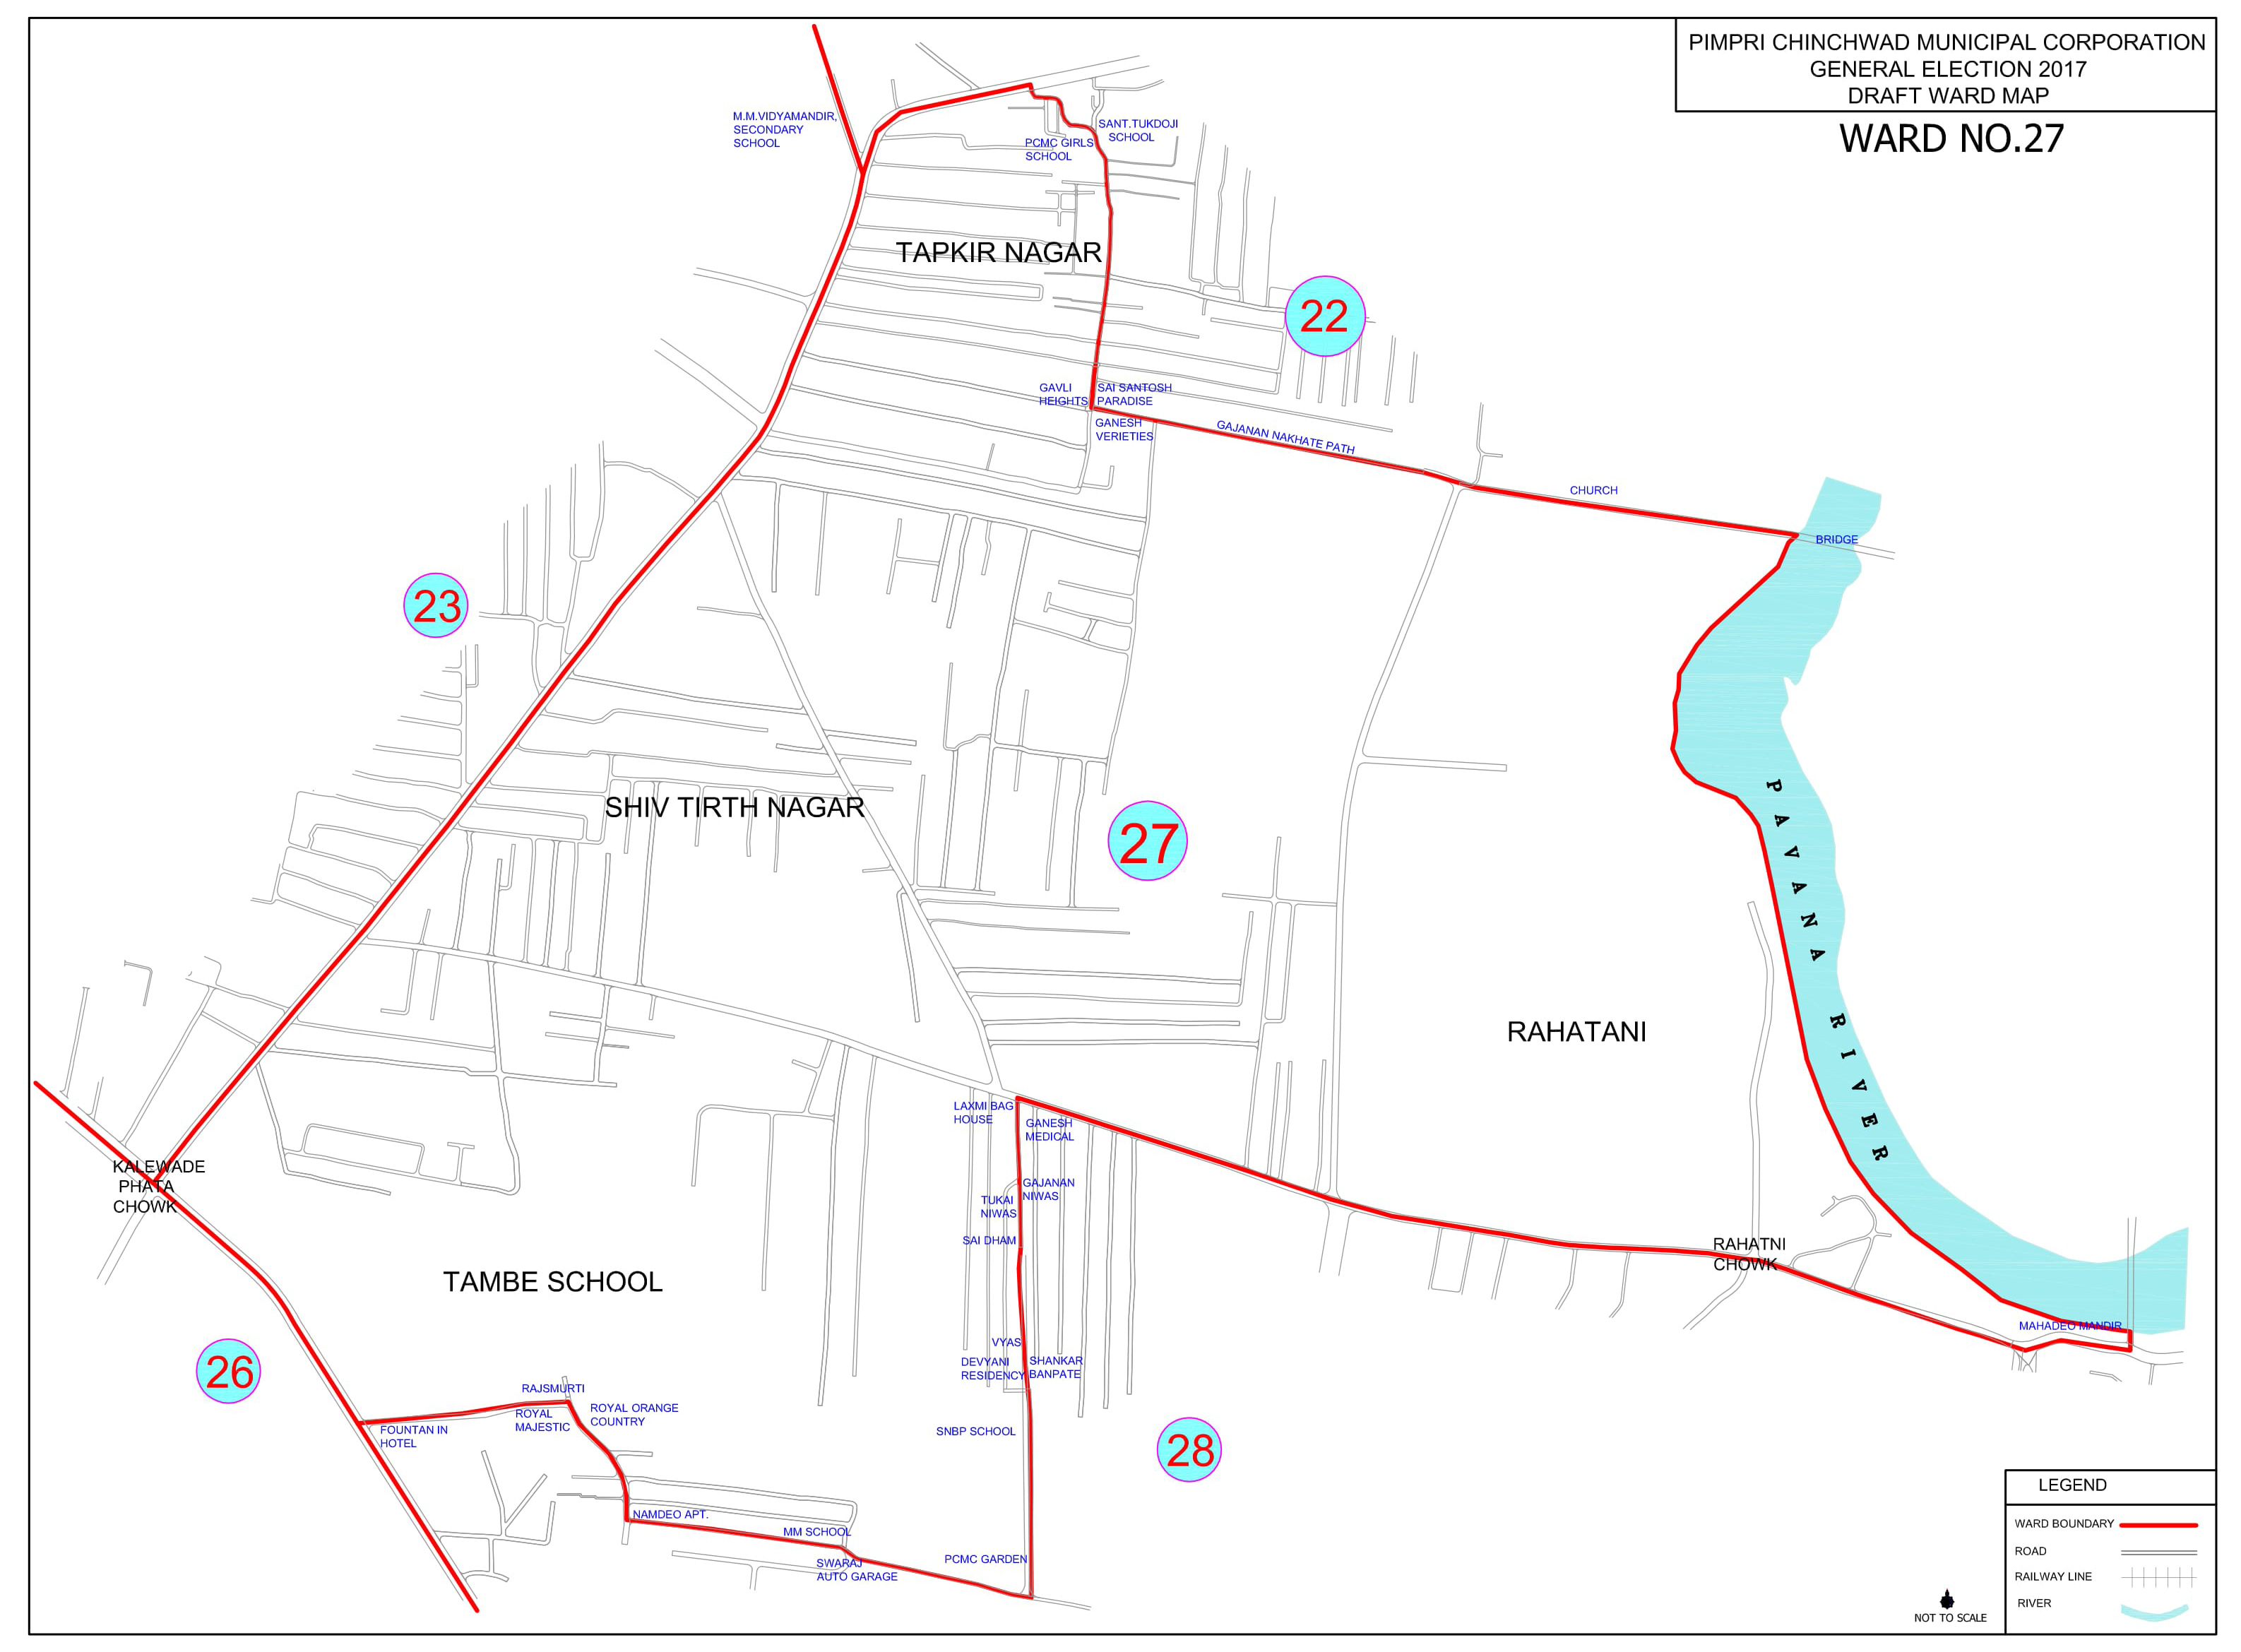 PIMPRI CHINCHWAD MUNICIPAL CORPORATION
GENERAL ELECTION 2017
DRAFT WARD MAP
WARD NO.27
M.M.VIDYAMANDIR,
SECONDARY
SCHOOL
SANT.TUKDOJI
SCHOOL
PCMC GIRLS
SCHOOL
TAPKIR NAGAR
22
GAVLI
HEIGHTS
SAI SANTOSH
PARADISE
GANESH
VERIETIES
GAJANAN NAKHATE PATH
CHURCH
BRIDGE
23
SHIV TIRTH NAGAR
27
PAVANA RIVER
RAHATANI
LAXMI BAG
HOUSE
GANESH
MEDICAL
KALEWADE
PHATA
CHOWK
GAJANAN
NIWAS
TUKAI
NIWAS
SAI DHAM
RAHATNI
CHOWK
TAMBE SCHOOL
MAHADEO MANDIR
VYAS
DEVYANI
RESIDENCY
SHANKAR
BANPATE
26
RAJSMURTI
ROYAL
MAJESTIC
ROYAL ORANGE
COUNTRY
FOUNTAN IN
HOTEL
SNBP SCHOOL
28
NAMDEO APT.
MM SCHOOL
SWARAJ
AUTO GARAGE
PCMC GARDEN
LEGEND
WARD BOUNDARY
ROAD
RAILWAY LINE
RIVER
NOT TO SCALE